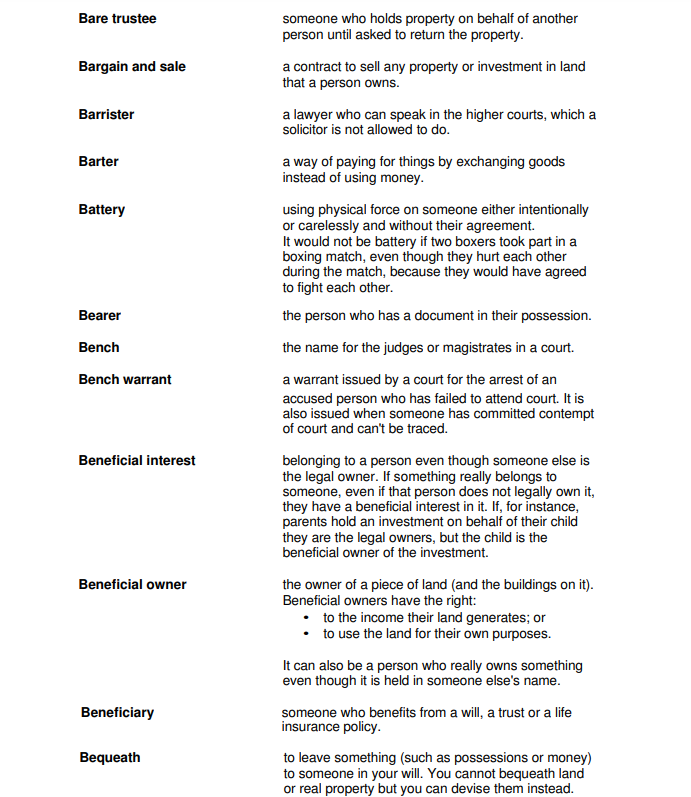 Bare trustee someone who holds property on behalf of another
person until asked to return the property.
Bargain and sale a contract to sell any property or investment in land
that a person owns.
Barrister a lawyer who can speak in the higher courts, which a
solicitor is not allowed to do.
Barter a way of paying for things by exchanging goods
instead of using money.
Battery using physical force on someone either intentionally
or carelessly and without their agreement.
It would not be battery if two boxers took part in a
boxing match, even though they hurt each other
during the match, because they would have agreed
to fight each other.
Bearer the person who has a document in their possession.
Bench the name for the judges or magistrates in a court.
Bench warrant a warrant issued by a court for the arrest of an
accused person who has failed to attend court. It is
also issued when someone has committed contempt
of court and can't be traced.
Beneficial interest belonging to a person even though someone else is
the legal owner. If something really belongs to
someone, even if that person does not legally own it,
they have a beneficial interest in it. If, for instance,
parents hold an investment on behalf of their child
they are the legal owners, but the child is the
beneficial owner of the investment.
Beneficial owner the owner of a piece of land (and the buildings on it).
Beneficial owners have the right:
• to the income their land generates; or
• to use the land for their own purposes.
It can also be a person who really owns something
even though it is held in someone else's name.
Beneficiary someone who benefits from a will, a trust or a life
insurance policy.
Bequeath to leave something (such as possessions or money)
to someone in your will. You cannot bequeath land
or real property but you can devise them instead.